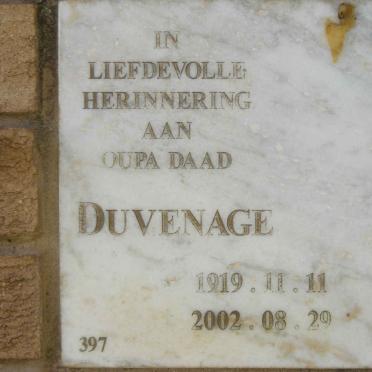 IN
LIEFDEVOLLE
HERINNERING
AAN
OUPA DAAD
DUVENAGE
1919.11.11
2002.08.29
397